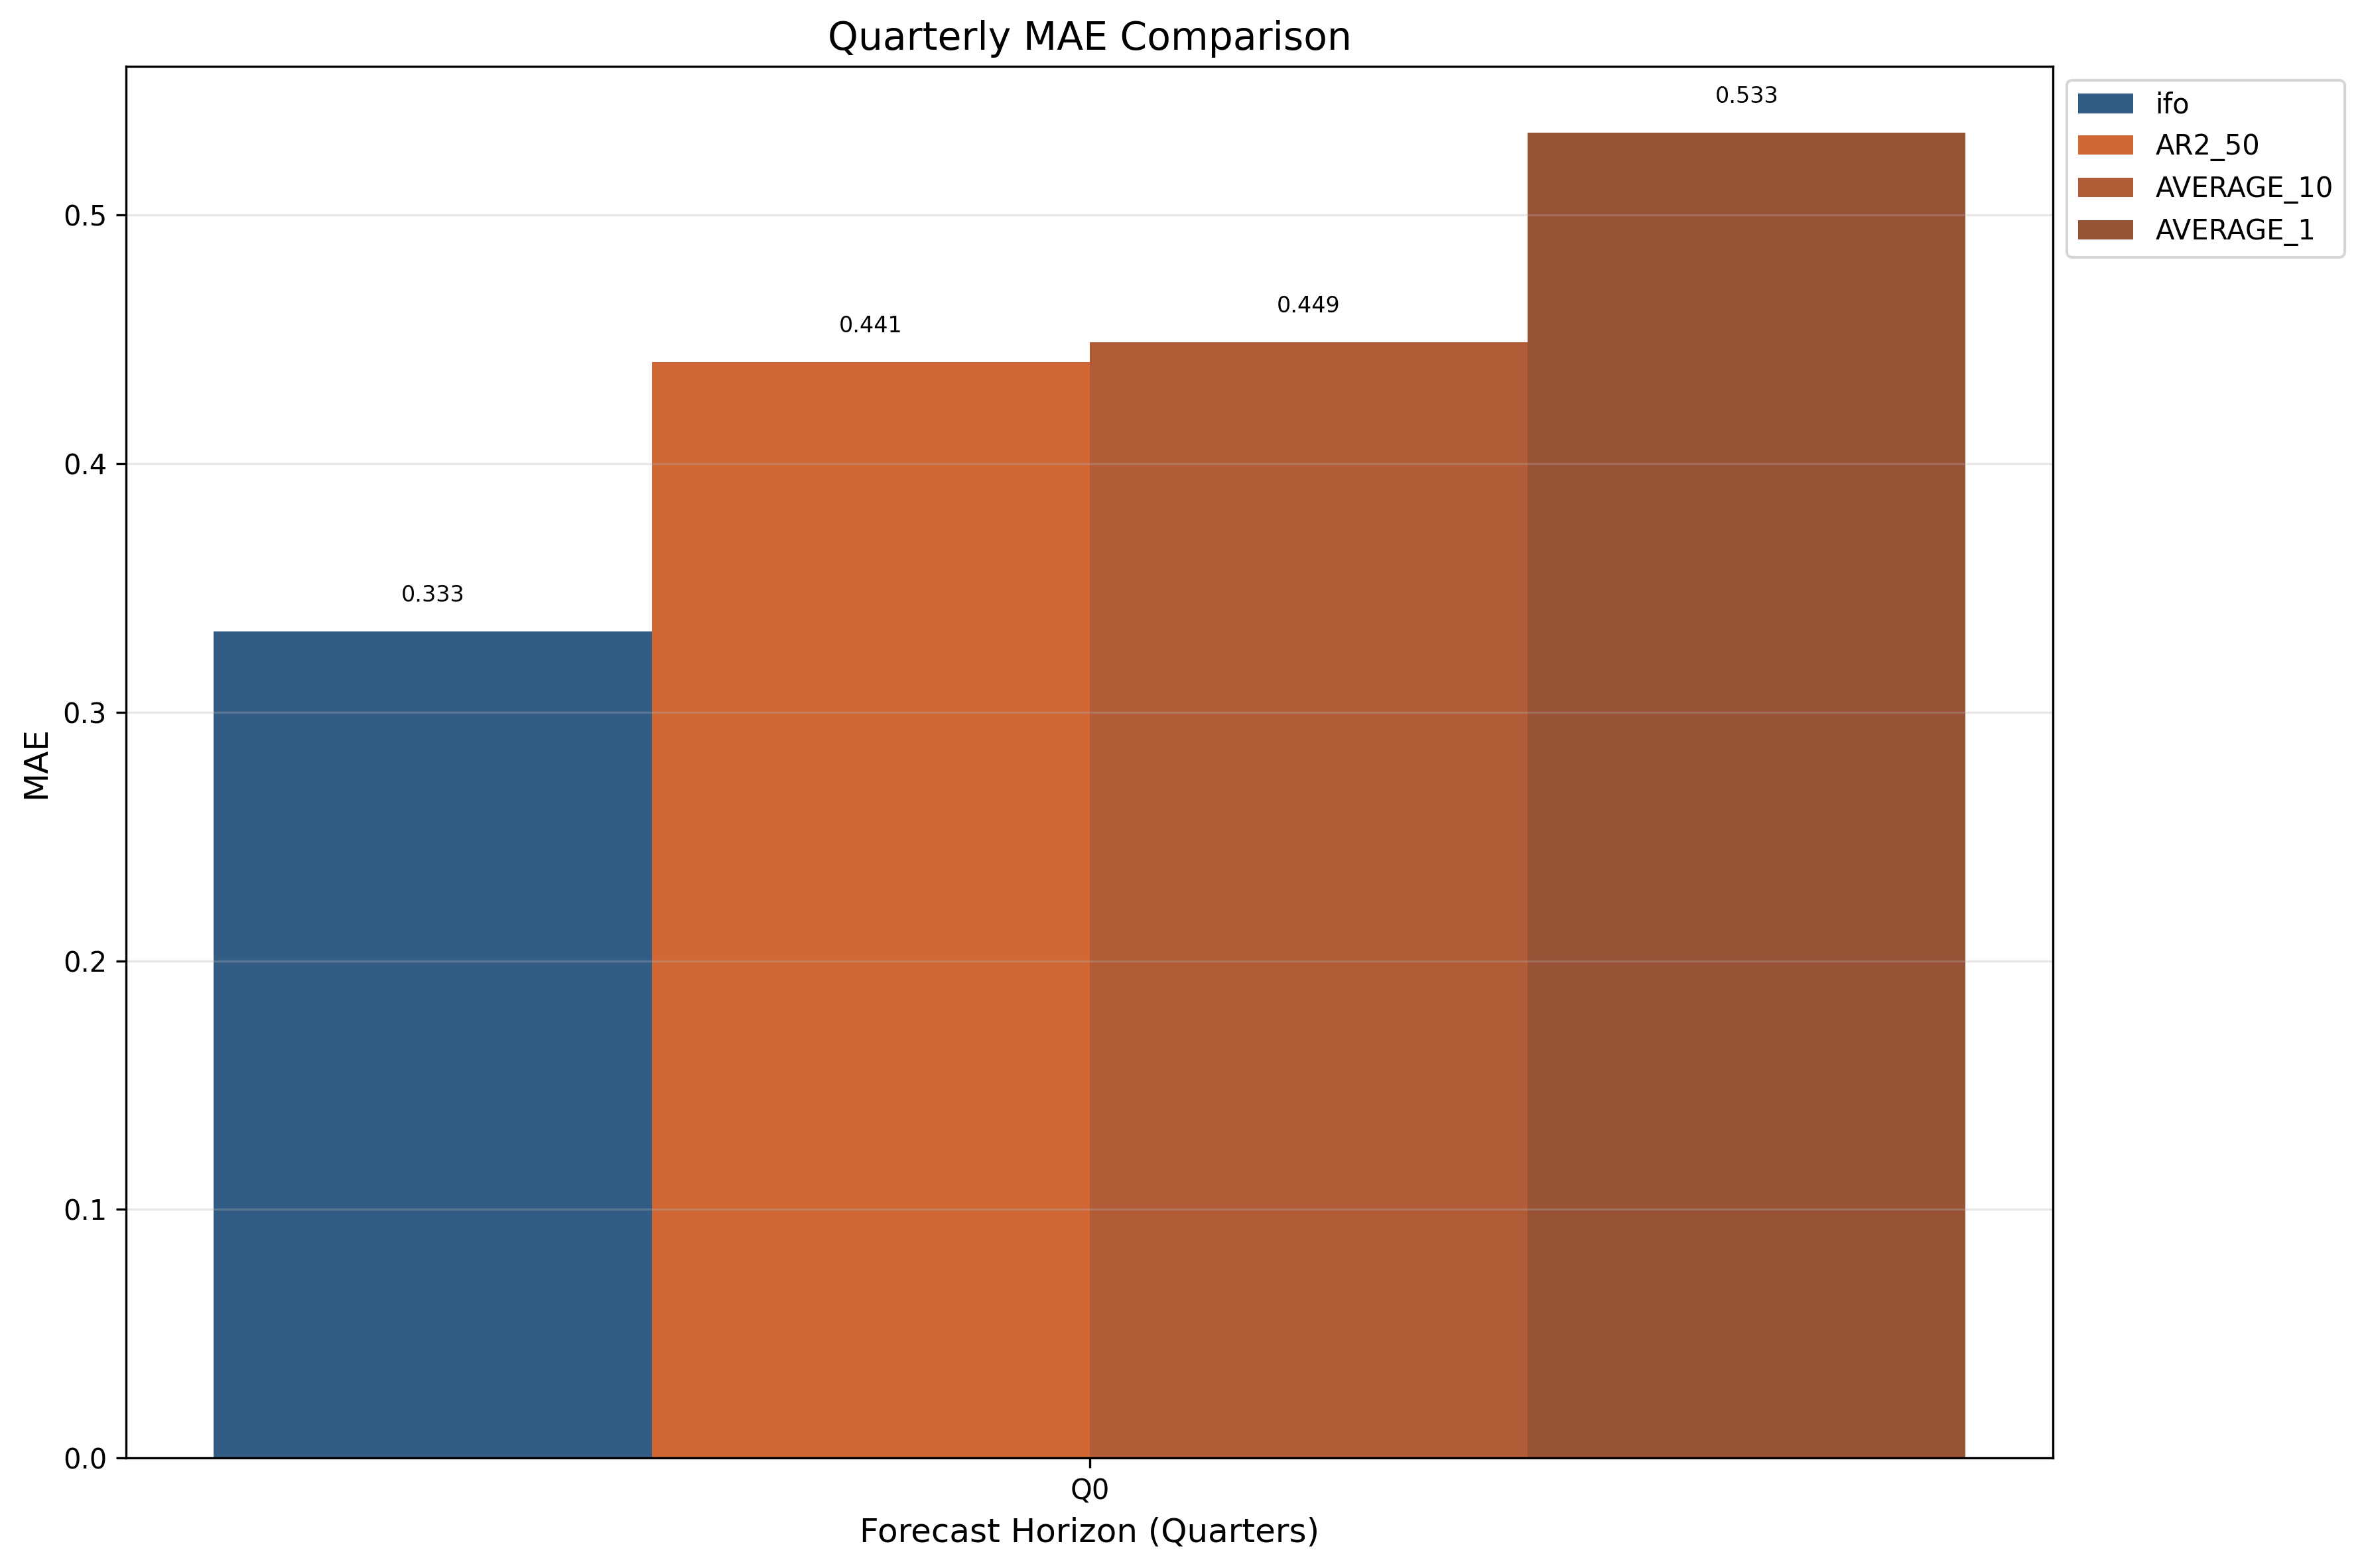 Quarterly MAE Comparison
0.533
0.449
0.441
0.333
ifo
AR2_50
AVERAGE_10
AVERAGE_1
MAE
0.5
0.4
0.3
0.2
0.1
0.0
Q0
Forecast Horizon (Quarters)